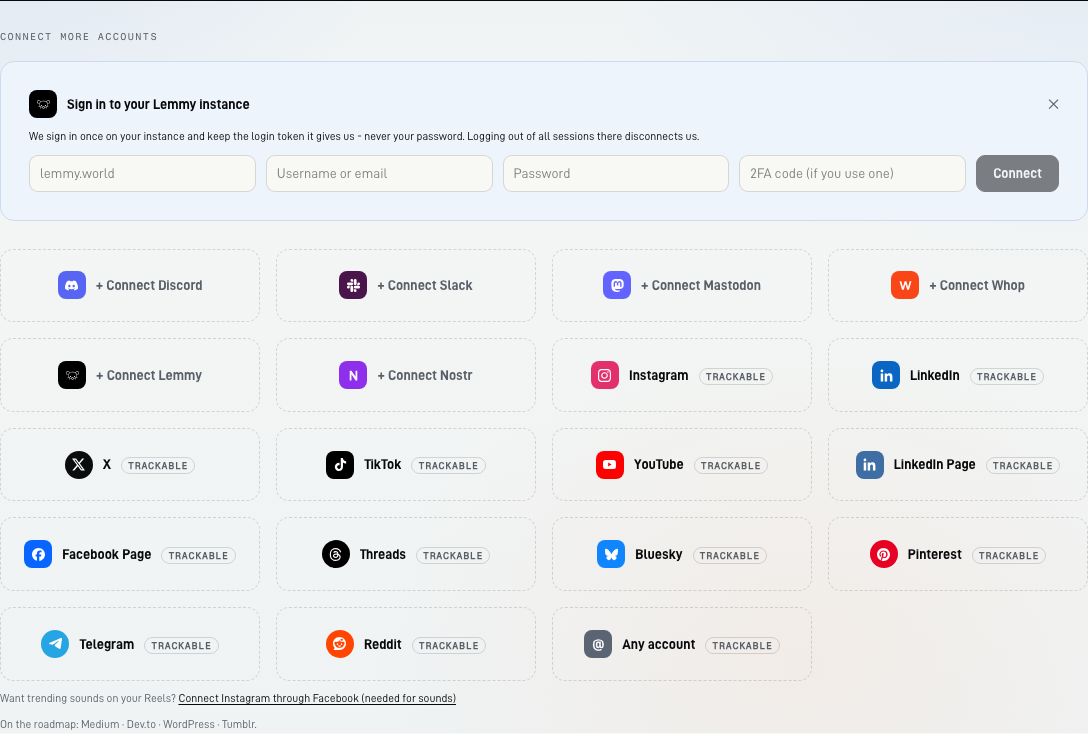 CONNECT MORE ACCOUNTS
Sign in to your Lemmy instance
We sign in once on your instance and keep the login token it gives us - never your password. Logging out of all sessions there disconnects us.
lemmy.world
Username or email
Password
2FA code (if you use one)
Connect
+ Connect Discord
+ Connect Slack
+ Connect Mastodon
W
+ Connect Whop
+ Connect Lemmy
N
+ Connect Nostr
Instagram TRACKABLE
in
LinkedIn TRACKABLE
X TRACKABLE
TikTok TRACKABLE
YouTube TRACKABLE
in
LinkedIn Page TRACKABLE
Facebook Page TRACKABLE
Threads TRACKABLE
Bluesky TRACKABLE
Pinterest TRACKABLE
Telegram TRACKABLE
Reddit TRACKABLE
@
Any account TRACKABLE
Want trending sounds on your Reels? Connect Instagram through Facebook (needed for sounds)
On the roadmap: Medium · Dev.to · WordPress · Tumblr.